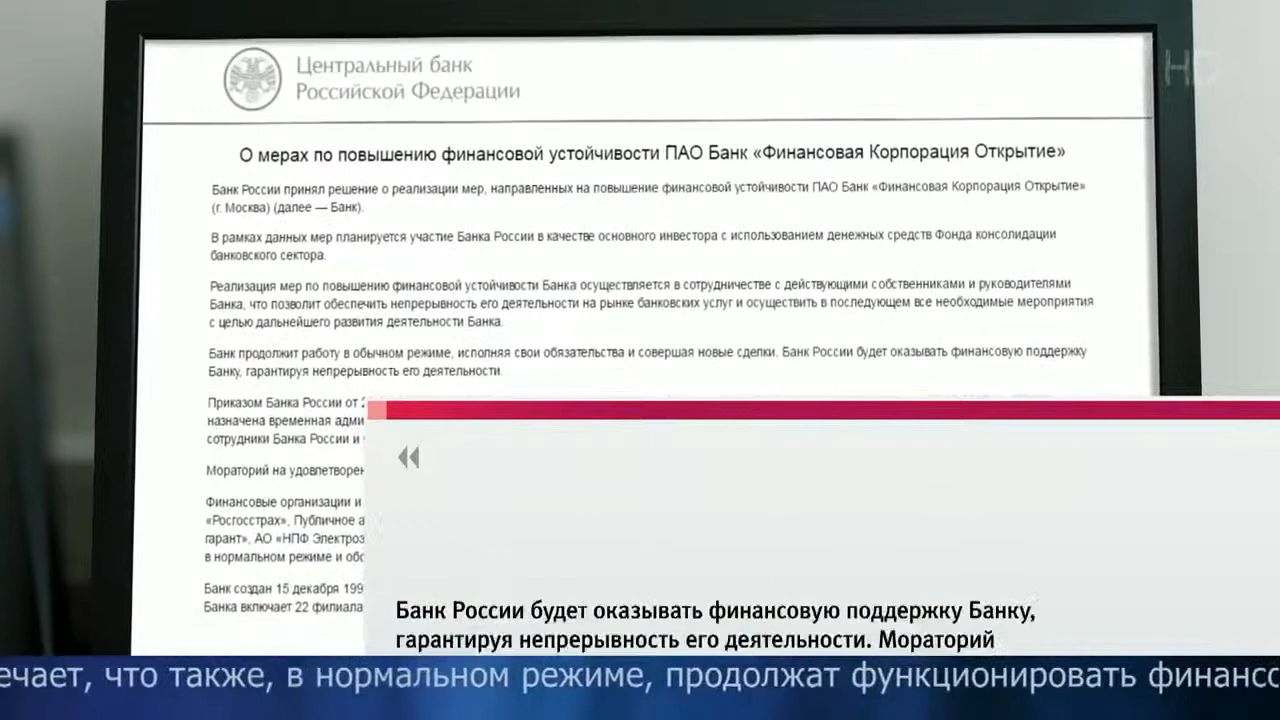 Центральный банк
Российской Федерации
HD
О мерах по повышению финансовой устойчивости ПАО Банк «Финансовая Корпорация Открытие»
Банк России принял решение о реализации мер, направленных на повышение финансовой устойчивости ПАО Банк «Финансовая Корпорация Открытие»
(г. Москва) (далее — Банк).
В рамках данных мер планируется участие Банка России в качестве основного инвестора с использованием денежных средств Фонда консолидации
банковского сектора.
Реализация мер по повышению финансовой устойчивости Банка осуществляется в сотрудничестве с действующими собственниками и руководителями
Банка, что позволит обеспечить непрерывность его деятельности на рынке банковских услуг и осуществить в последующем все необходимые мероприятия
с целью дальнейшего развития деятельности Банка.
Банк продолжит работу в обычном режиме, исполняя свои обязательства и совершая новые сделки. Банк России будет оказывать финансовую поддержку
Банку, гарантируя непрерывность его деятельности.
Приказом Банка России от
назначена временная
сотрудники Банка России и
Мораторий на
Финансовые организации и
«Росгосстрах», Публичное
гарант», АО «НПФ
в нормальном режиме и
Банк создан 15 декабря 199
Банка включает 22
«
Банк России будет оказывать финансовую поддержку Банку,
гарантируя непрерывность его деятельности. Мораторий
ечает, что также, в нормальном режиме, продолжат функционировать финансо